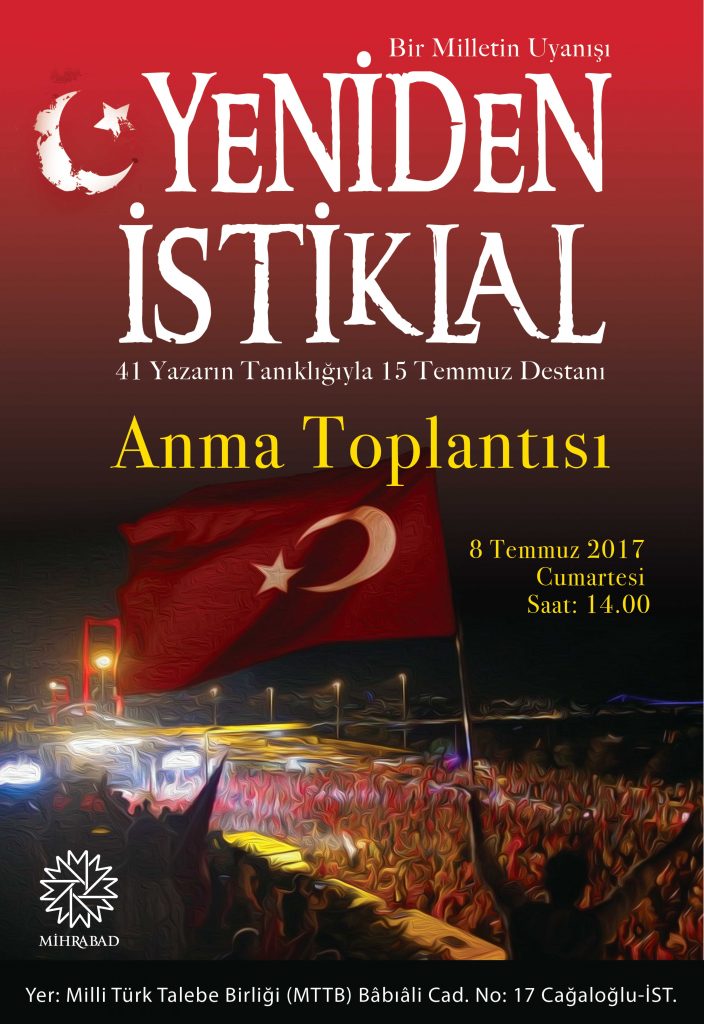 Bir Milletin Uyanışı
YENİDEN
İSTİKLAL
41 Yazarın Tanıklığıyla 15 Temmuz Destanı
Anma Toplantısı
8 Temmuz 2017
Cumartesi
Saat: 14.00
MİHRABAD
Yer: Milli Türk Talebe Birliği (MTTB) Bâbıâli Cad. No: 17 Cağaloğlu-İST.